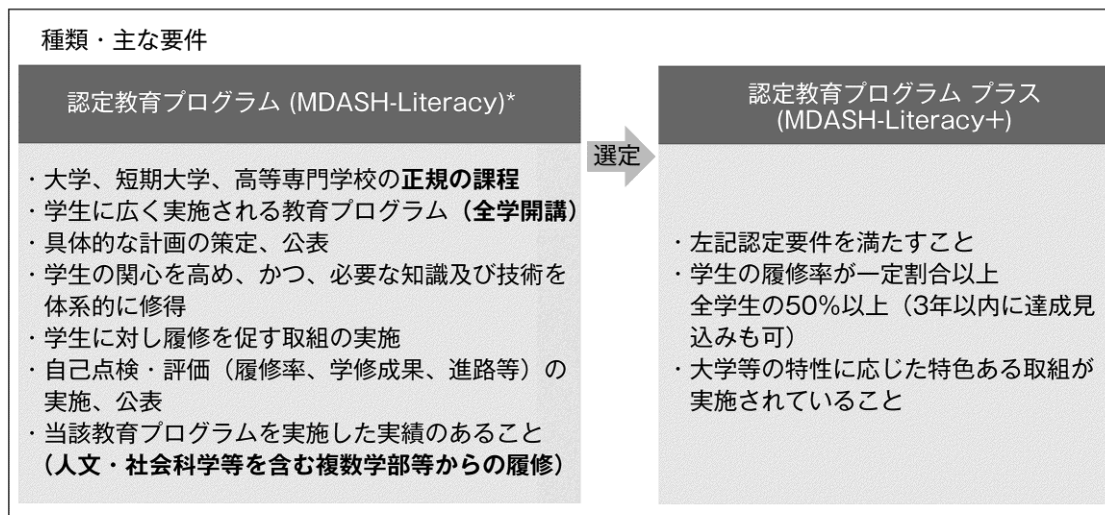 種類・主な要件
認定教育プログラム (MDASH-Literacy)*
・大学、短期大学、高等専門学校の正規の課程
・学生に広く実施される教育プログラム（全学開講）
・具体的な計画の策定、公表
・学生の関心を高め、かつ、必要な知識及び技術を
体系的に修得
・学生に対し履修を促す取組の実施
・自己点検・評価（履修率、学修成果、進路等）の
実施、公表
・当該教育プログラムを実施した実績のあること
（人文・社会科学等を含む複数学部等からの履修）
選定
認定教育プログラム プラス
(MDASH-Literacy+)
・左記認定要件を満たすこと
・学生の履修率が一定割合以上
全学生の50%以上（3年以内に達成見
込みも可）
・大学等の特性に応じた特色ある取組が
実施されていること